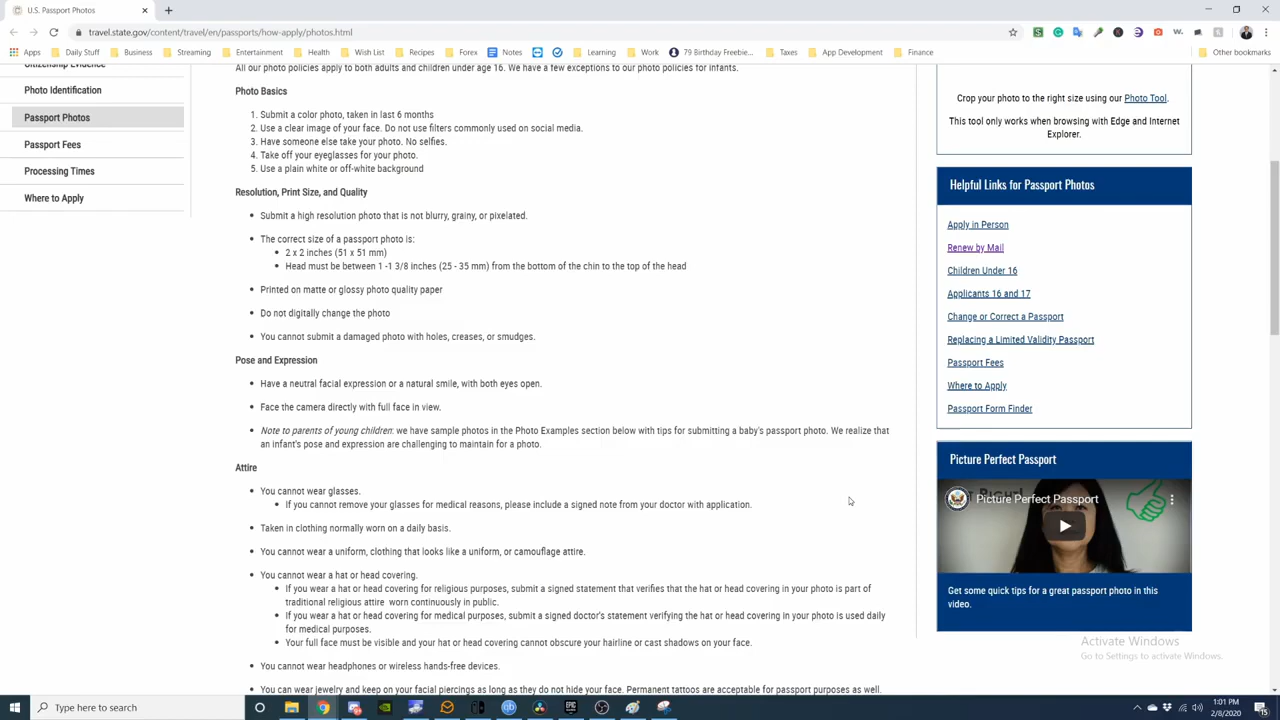 U.S. Passport Photos
travel.state.gov/content/travel/en/passports/how-apply/photos.html
Apps Daily Stuff Business Streaming Entertainment Health Wish List Recipes Forex Notes Others Learning Work 79 Birthday Freebie... Taxes App Development Finance Other bookmarks
Citizenship Evidence
Photo Identification
Passport Photos
Passport Fees
Processing Times
Where to Apply
All our photo policies apply to both adults and children under age 16. We have a few exceptions to our photo policies for infants.
Photo Basics
1. Submit a color photo, taken in last 6 months
2. Use a clear image of your face. Do not use filters commonly used on social media.
3. Have someone else take your photo. No selfies.
4. Take off your eyeglasses for your photo.
5. Use a plain white or off-white background
Resolution, Print Size, and Quality
• Submit a high resolution photo that is not blurry, grainy, or pixelated.
• The correct size of a passport photo is:
• 2 x 2 inches (51 x 51 mm)
• Head must be between 1 -1 3/8 inches (25 - 35 mm) from the bottom of the chin to the top of the head
• Printed on matte or glossy photo quality paper
• Do not digitally change the photo
• You cannot submit a damaged photo with holes, creases, or smudges.
Pose and Expression
• Have a neutral facial expression or a natural smile, with both eyes open.
• Face the camera directly with full face in view.
• Note to parents of young children: we have sample photos in the Photo Examples section below with tips for submitting a baby's passport photo. We realize that
an infant's pose and expression are challenging to maintain for a photo.
Attire
• You cannot wear glasses.
• If you cannot remove your glasses for medical reasons, please include a signed note from your doctor with application.
• Taken in clothing normally worn on a daily basis.
• You cannot wear a uniform, clothing that looks like a uniform, or camouflage attire.
• You cannot wear a hat or head covering.
• If you wear a hat or head covering for religious purposes, submit a signed statement that verifies that the hat or head covering in your photo is part of
traditional religious attire worn continuously in public.
• If you wear a hat or head covering for medical purposes, submit a signed doctor's statement verifying the hat or head covering in your photo is used daily
for medical purposes.
• Your full face must be visible and your hat or head covering cannot obscure your hairline or cast shadows on your face.
• You cannot wear headphones or wireless hands-free devices.
• You can wear jewelry and keep on your facial piercings as long as they do not hide your face. Permanent tattoos are acceptable for passport purposes as well.
Crop your photo to the right size using our Photo Tool.
This tool only works when browsing with Edge and Internet
Explorer.
Helpful Links for Passport Photos
Apply in Person
Renew by Mail
Children Under 16
Applicants 16 and 17
Change or Correct a Passport
Replacing a Limited Validity Passport
Passport Fees
Where to Apply
Passport Form Finder
Picture Perfect Passport
Picture Perfect Passport
Get some quick tips for a great passport photo in this
video.
Activate Windows
Go to Settings to activate Windows.
Type here to search
1:01 PM
2/8/2020
15